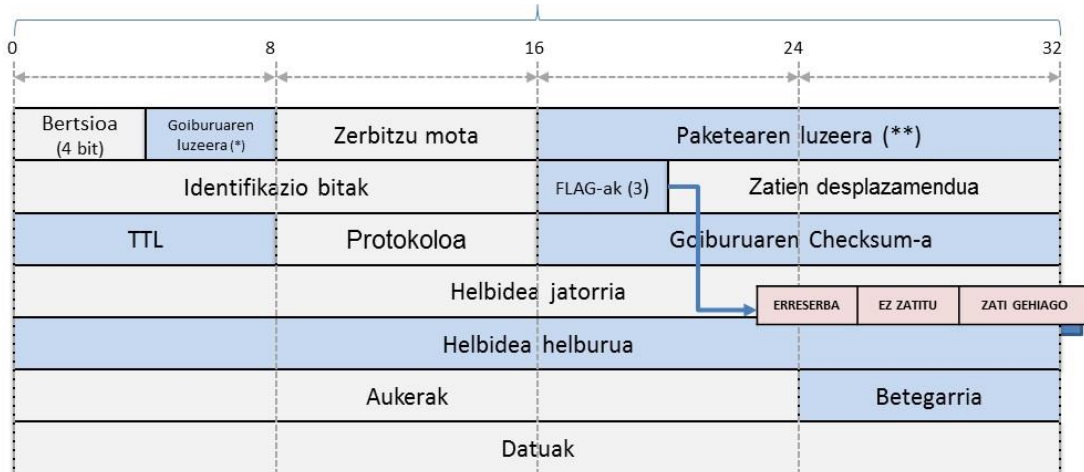 0 8 16 24 32
Bertsioa
(4 bit)
Goiburuaren
luzeera (*)
Zerbitzu mota
Paketearen luzeera (**)
Identifikazio bitak
FLAG-ak (3)
Zatien desplazamendua
TTL
Protokoloa
Goiburuaren Checksum-a
Helbidea jatorria
ERRESERBA
EZ ZATITU
ZATI GEHIAGO
Helbidea helburua
Aukerak
Betegarria
Datuak